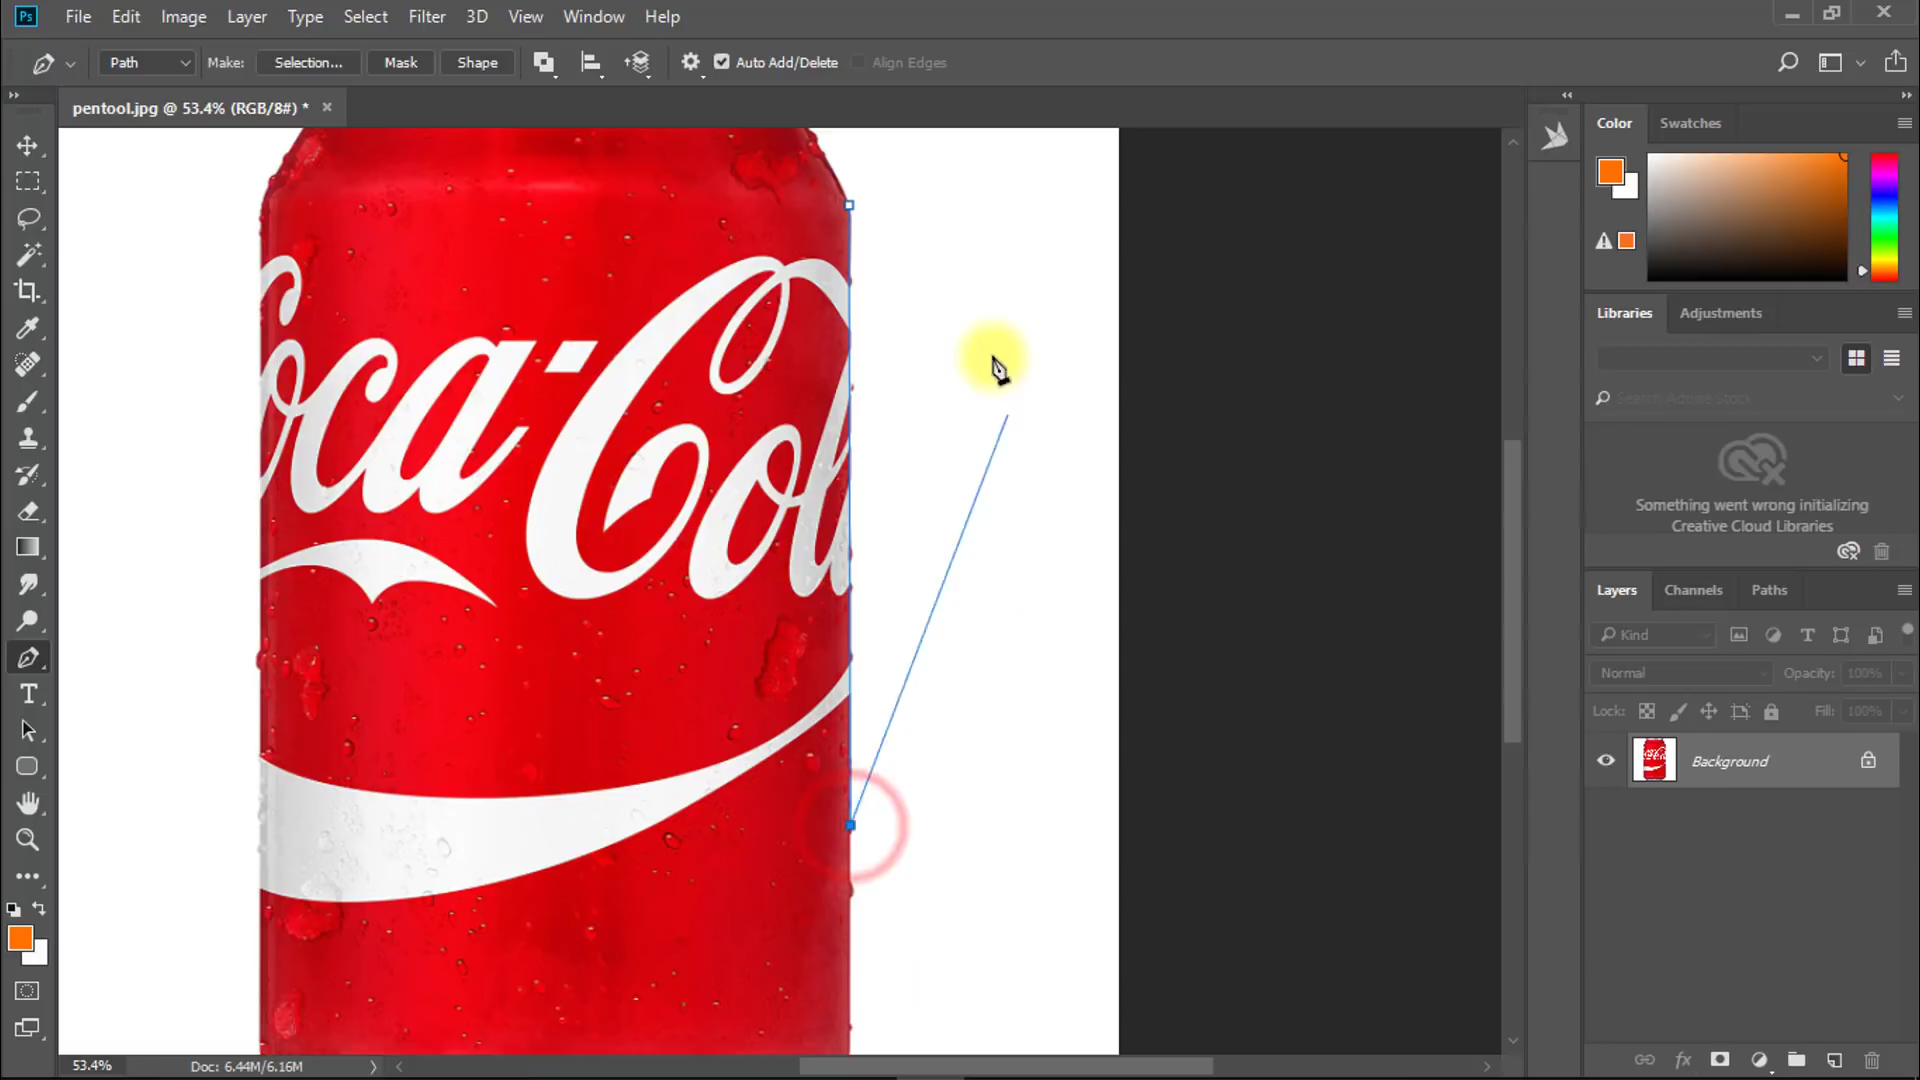 Ps File Edit Image Layer Type Select Filter 3D View Window Help
Path Make: Selection... Mask Shape Auto Add/Delete Align Edges
pentool.jpg @ 53.4% (RGB/8#) * ×
Color Swatches
Coca-Cola
Libraries Adjustments
Search Adobe Stock
Something went wrong initializing
Creative Cloud Libraries
Layers Channels Paths
Kind
Normal Opacity: 100%
Lock: Fill: 100%
Background
53.4% Doc: 6.44M/6.16M